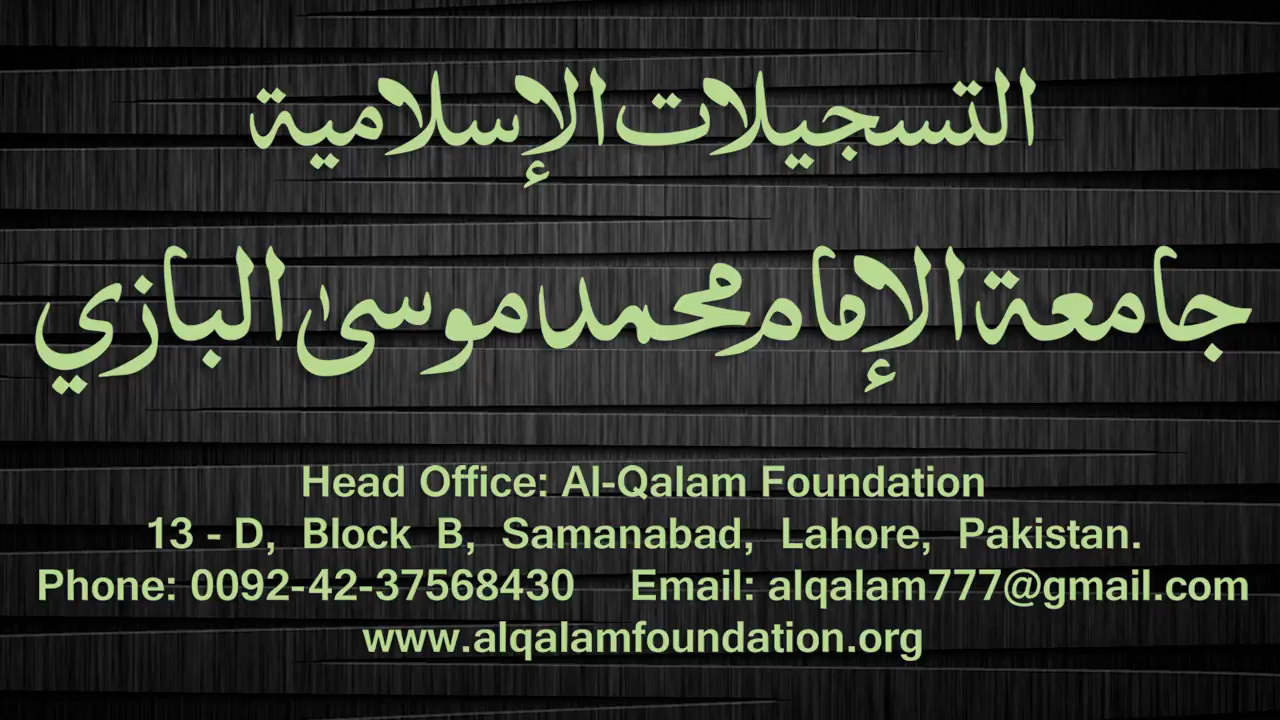 التسجيلات الإسلامية
جامعة الإمام محمد موسىٰ البازي
Head Office: Al-Qalam Foundation
13 - D, Block B, Samanabad, Lahore, Pakistan.
Phone: 0092-42-37568430 Email: alqalam777@gmail.com
www.alqalamfoundation.org